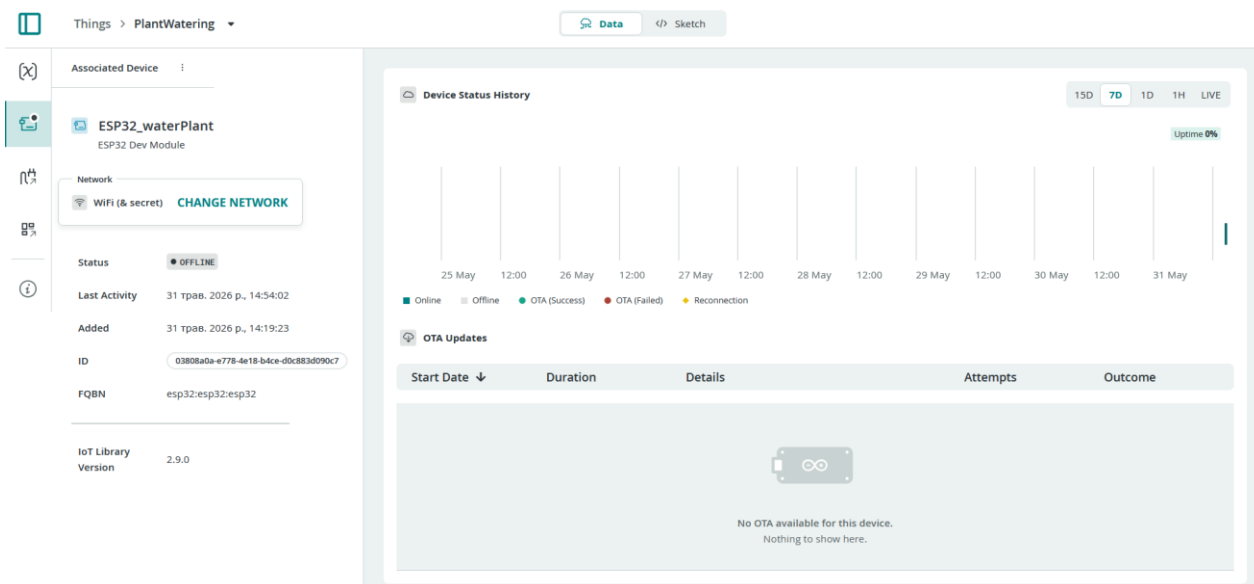 Things > PlantWatering
Data
</> Sketch
Associated Device
ESP32_waterPlant
ESP32 Dev Module
Network
WiFi (& secret) CHANGE NETWORK
Status OFFLINE
Last Activity 31 трав. 2026 р., 14:54:02
Added 31 трав. 2026 р., 14:19:23
ID 03808a0a-e778-4e18-b4ce-d0c883d090c7
FQBN esp32:esp32:esp32
IoT Library Version 2.9.0
Device Status History
15D 7D 1D 1H LIVE
Uptime 0%
25 May 12:00 26 May 12:00 27 May 12:00 28 May 12:00 29 May 12:00 30 May 12:00 31 May
Online Offline OTA (Success) OTA (Failed) Reconnection
OTA Updates
Start Date Duration Details Attempts Outcome
No OTA available for this device.
Nothing to show here.